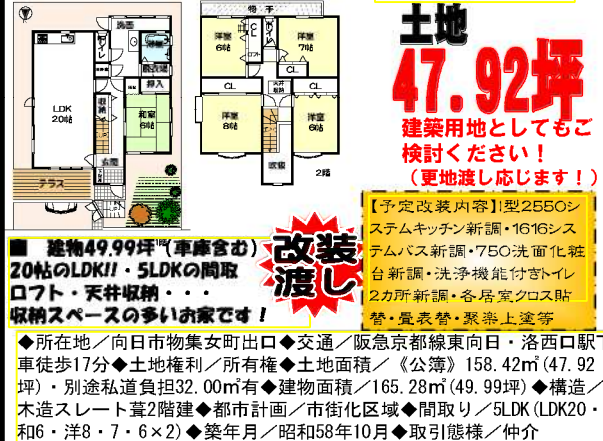 土地
47.92坪
建築用地としてもご
検討ください！
（更地渡し応じます！）
物干
洋室
6帖
ロフト
CL
トイレ
洋室
7帖
CL
CL
天井
収納
洋室
8帖
洋室
6帖
吹抜
2階
洗面
脱衣場
押入
LDK
20帖
収納
和室
6帖
玄関
テラス
1階
■ 建物49.99坪（車庫含む）
20帖のLDK!!・5LDKの間取
ロフト・天井収納・・・
収納スペースの多いお家です！
改装
渡し
【予定改装内容】I型2550シ
ステムキッチン新調・1616シス
テムバス新調・750洗面化粧
台新調・洗浄機能付きトイレ
2カ所新調・各居室クロス貼
替・畳表替・聚楽上塗等
◆所在地／向日市物集女町出口◆交通／阪急京都線東向日・洛西口駅下
車徒歩17分◆土地権利／所有権◆土地面積／《公簿》158.42㎡(47.92
坪)・別途私道負担32.00㎡有◆建物面積／165.28㎡(49.99坪)◆構造／
木造スレート葺2階建◆都市計画／市街化区域◆間取り／5LDK(LDK20・
和6・洋8・7・6×2)◆築年月／昭和58年10月◆取引態様／仲介